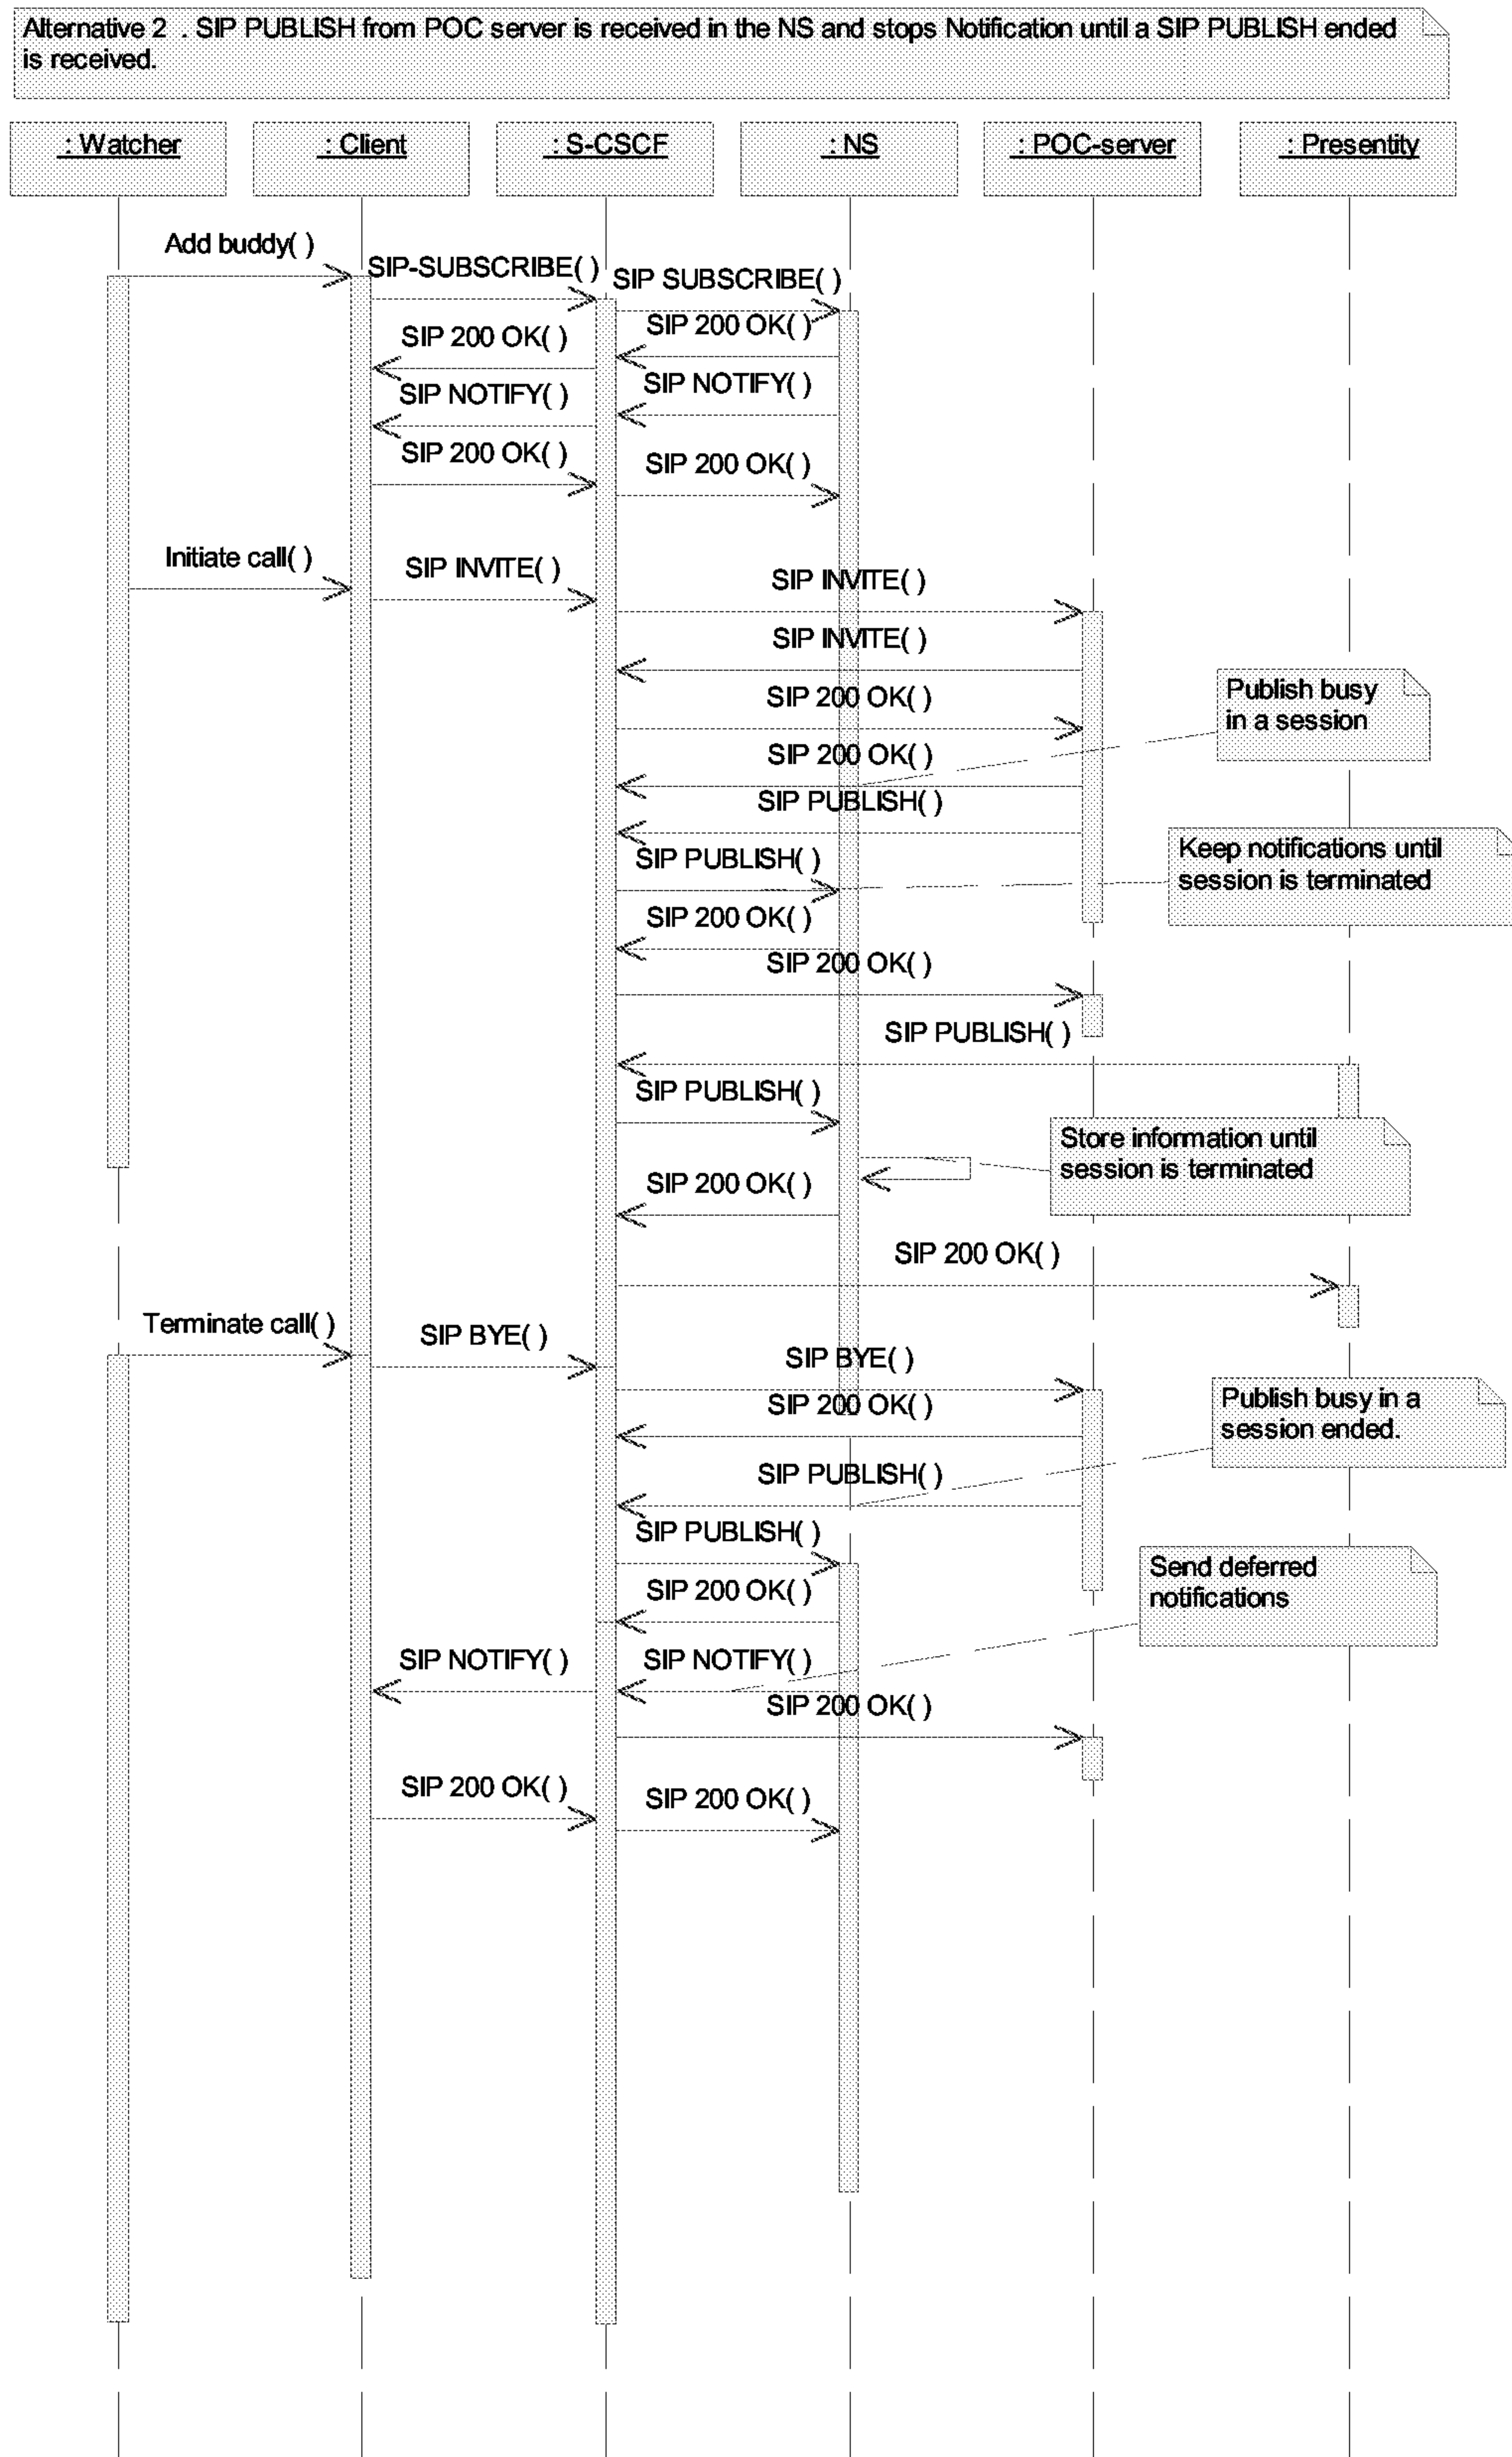 Alternative 2 . SIP PUBLISH from POC server is received in the NS and stops Notification until a SIP PUBLISH ended
is received.
: Watcher
: Client
: S-CSCF
: NS
: POC-server
: Presentity
Add buddy( )
SIP-SUBSCRIBE( )
SIP SUBSCRIBE( )
SIP 200 OK( )
SIP 200 OK( )
SIP NOTIFY( )
SIP NOTIFY( )
SIP 200 OK( )
SIP 200 OK( )
Initiate call( )
SIP INVITE( )
SIP INVITE( )
SIP INVITE( )
SIP 200 OK( )
Publish busy
in a session
SIP 200 OK( )
SIP PUBLISH( )
SIP PUBLISH( )
Keep notifications until
session is terminated
SIP 200 OK( )
SIP 200 OK( )
SIP PUBLISH( )
SIP PUBLISH( )
Store information until
session is terminated
SIP 200 OK( )
SIP 200 OK( )
Terminate call( )
SIP BYE( )
SIP BYE( )
SIP 200 OK( )
Publish busy in a
session ended.
SIP PUBLISH( )
SIP PUBLISH( )
Send deferred
notifications
SIP 200 OK( )
SIP NOTIFY( )
SIP NOTIFY( )
SIP 200 OK( )
SIP 200 OK( )
SIP 200 OK( )